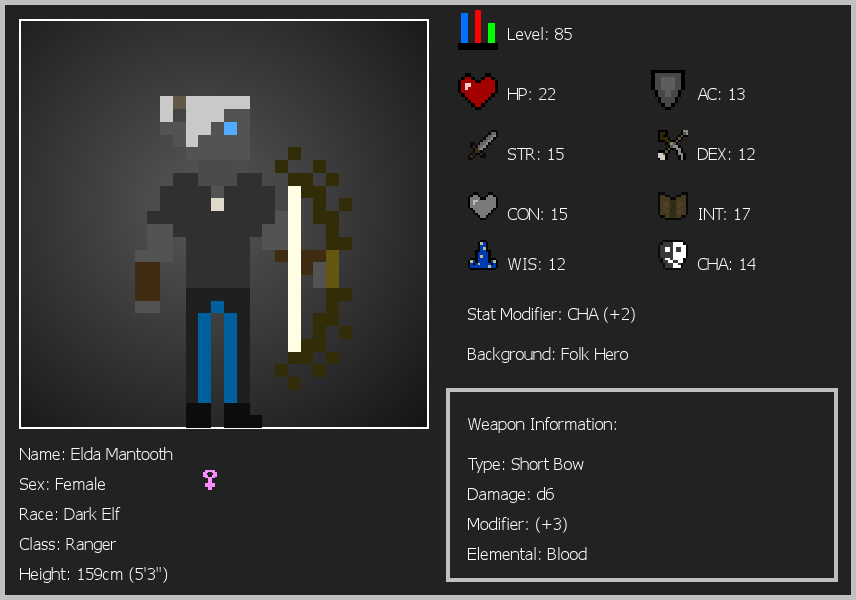 Level: 85
HP: 22
AC: 13
STR: 15
DEX: 12
CON: 15
INT: 17
WIS: 12
CHA: 14
Stat Modifier: CHA (+2)
Background: Folk Hero
Weapon Information:
Type: Short Bow
Damage: d6
Modifier: (+3)
Elemental: Blood
Name: Elda Mantooth
Sex: Female
Race: Dark Elf
Class: Ranger
Height: 159cm (5'3")